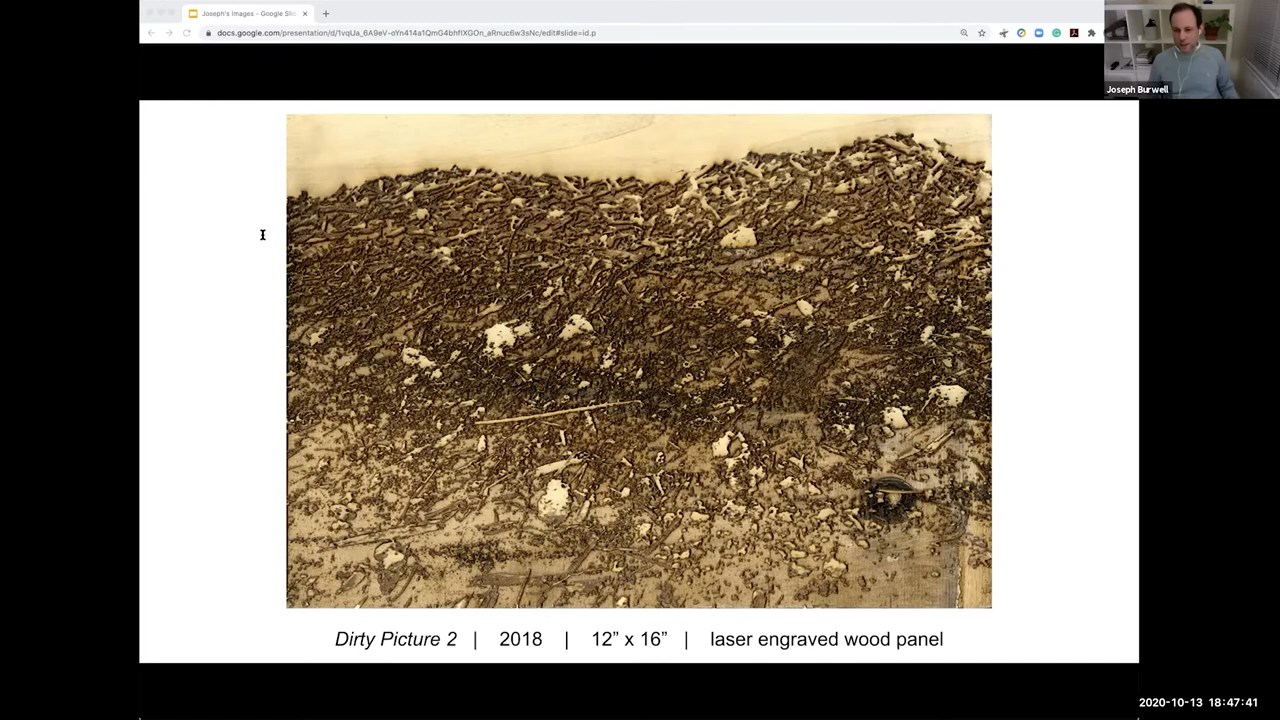 Joseph's Images - Google Sli
docs.google.com/presentation/d/1vqUa_6A9eV-oYn414a1QmG4bhfIXGOn_aRnuc6w3sNc/edit#slide=id.p
Joseph Burwell
Dirty Picture 2 | 2018 | 12” x 16” | laser engraved wood panel
2020-10-13 18:47:41